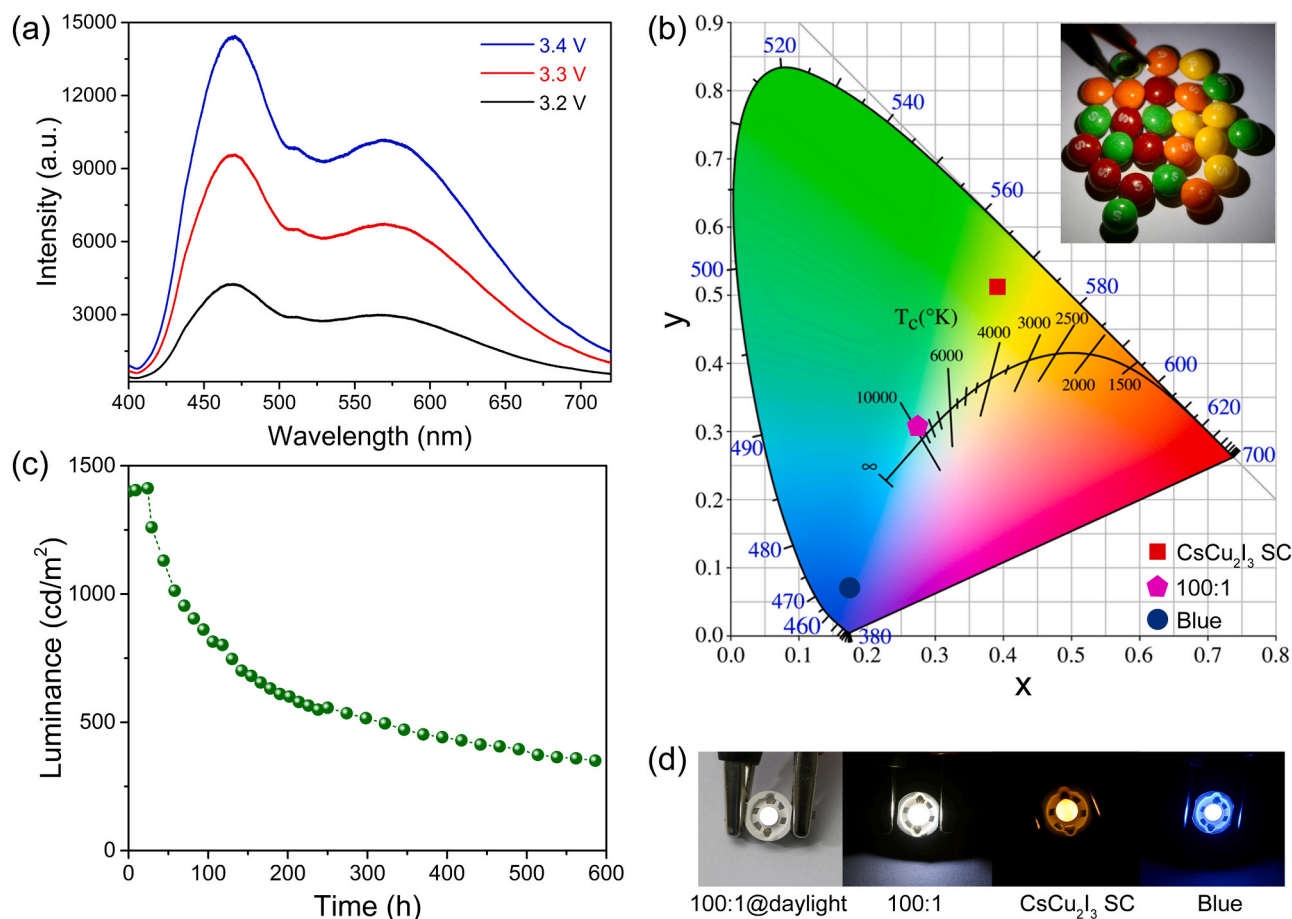 (a)
15000
12000
9000
6000
3000
Intensity (a.u.)
3.4 V
3.3 V
3.2 V
400 450 500 550 600 650 700
Wavelength (nm)
(b)
0.9
0.8
0.7
0.6
0.5
0.4
0.3
0.2
0.1
0.0
y
520
540
560
500
580
T_C(°K)
4000 3000 2500
6000
600
10000
2000 1500
620
490
∞
700
480
470
460
380
CsCu₂I₃ SC
100:1
Blue
0.0 0.1 0.2 0.3 0.4 0.5 0.6 0.7 0.8
x
(c)
1500
1000
500
0
Luminance (cd/m²)
0 100 200 300 400 500 600
Time (h)
(d)
100:1@daylight 100:1 CsCu₂I₃ SC Blue